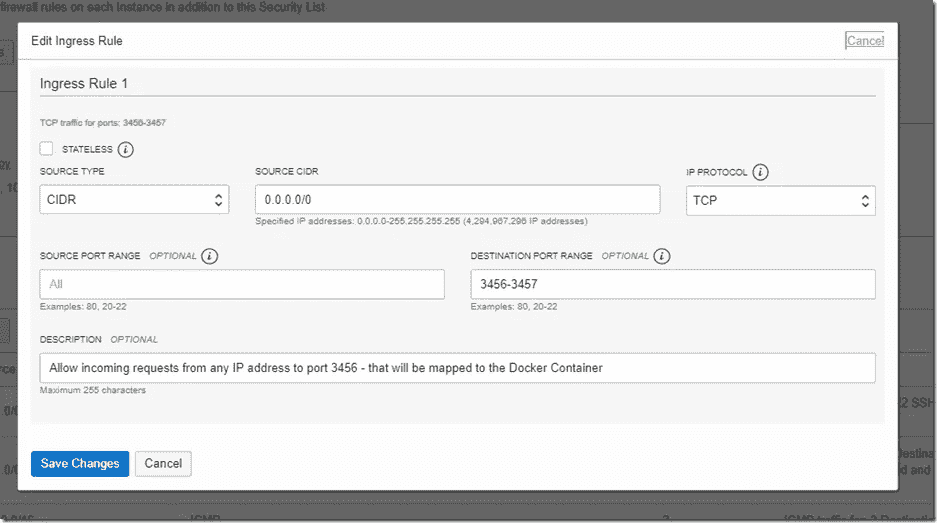 firewall rules on each instance in addition to this Security List
Edit Ingress Rule
Cancel
Ingress Rule 1
TCP traffic for ports: 3456-3457
STATELESS i
SOURCE TYPE
SOURCE CIDR
IP PROTOCOL i
CIDR
0.0.0.0/0
TCP
Specified IP addresses: 0.0.0.0-255.255.255.255 (4,294,967,296 IP addresses)
SOURCE PORT RANGE OPTIONAL i
DESTINATION PORT RANGE OPTIONAL i
All
3456-3457
Examples: 80, 20-22
Examples: 80, 20-22
DESCRIPTION OPTIONAL
Allow incoming requests from any IP address to port 3456 - that will be mapped to the Docker Container
Maximum 255 characters
Save Changes
Cancel